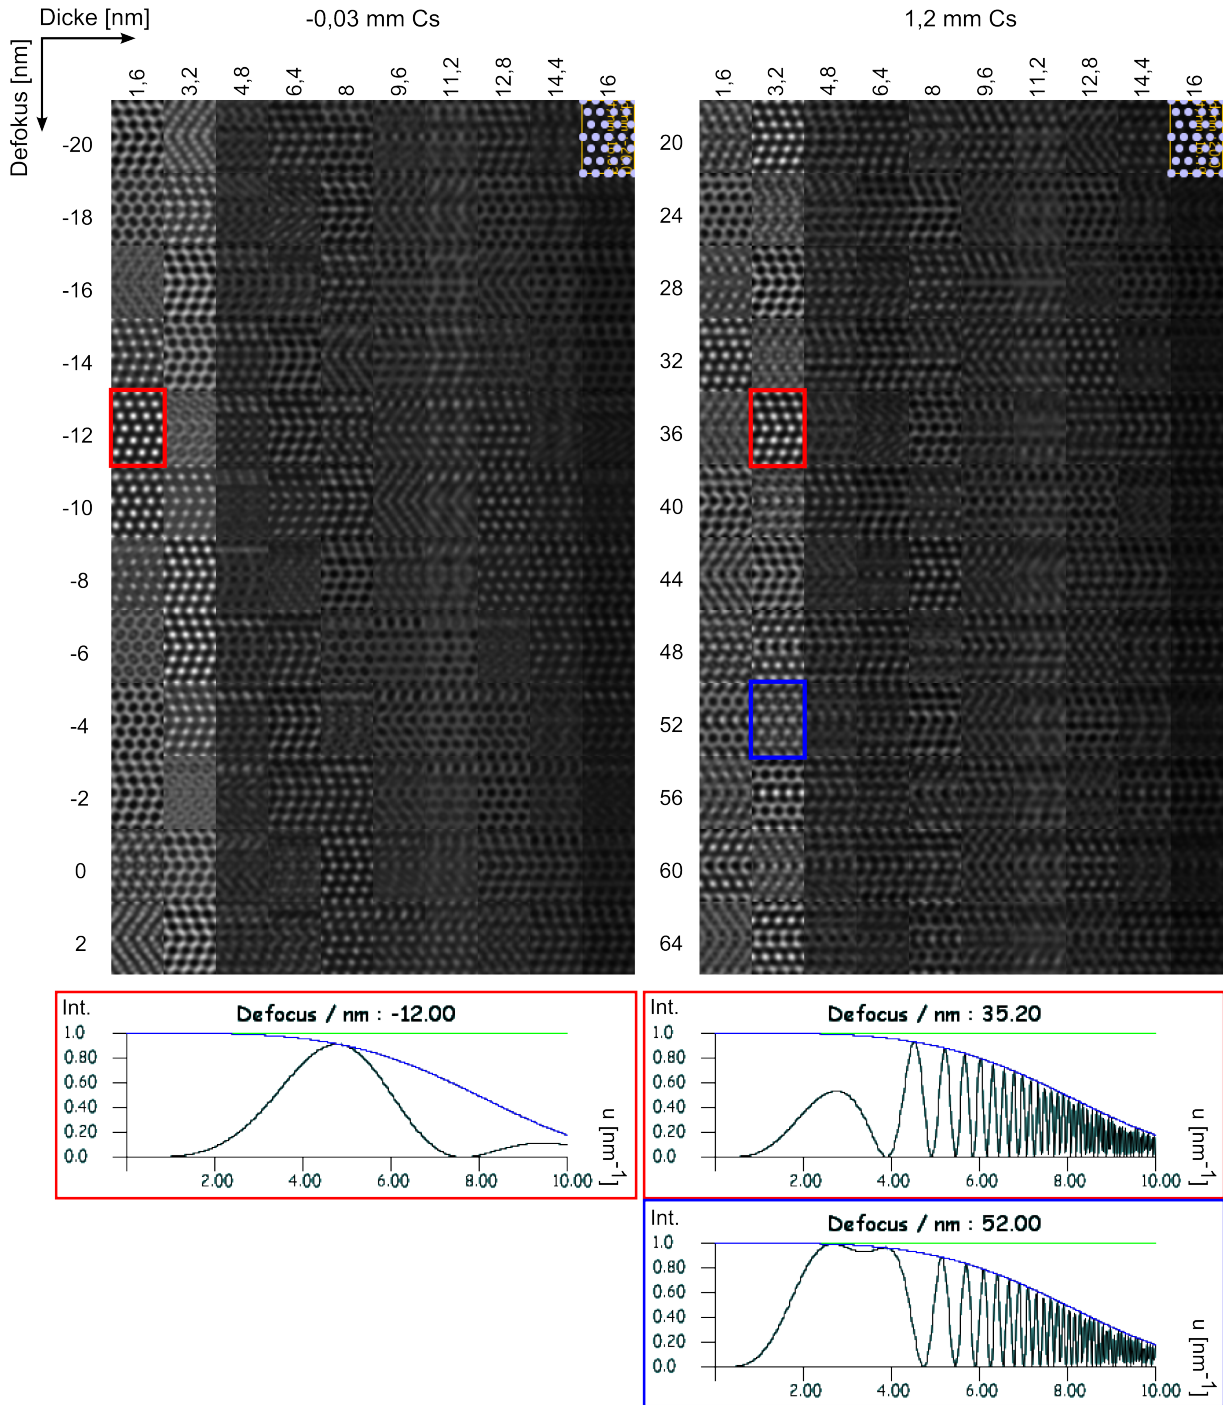 Dicke [nm]
-0,03 mm Cs
1,2 mm Cs
Defokus [nm]
1,6 3,2 4,8 6,4 8 9,6 11,2 12,8 14,4 16
1,6 3,2 4,8 6,4 8 9,6 11,2 12,8 14,4 16
-20 20
-18 24
-16 28
-14 32
-12 36
-10 40
-8 44
-6 48
-4 52
-2 56
0 60
2 64
Int.
Defocus / nm : -12.00
1.0
0.80
0.60
0.40
0.20
0.0
2.00 4.00 6.00 8.00 10.00
u [nm⁻¹]
Int.
Defocus / nm : 35.20
1.0
0.80
0.60
0.40
0.20
0.0
2.00 4.00 6.00 8.00 10.00
u [nm⁻¹]
Int.
Defocus / nm : 52.00
1.0
0.80
0.60
0.40
0.20
0.0
2.00 4.00 6.00 8.00 10.00
u [nm⁻¹]